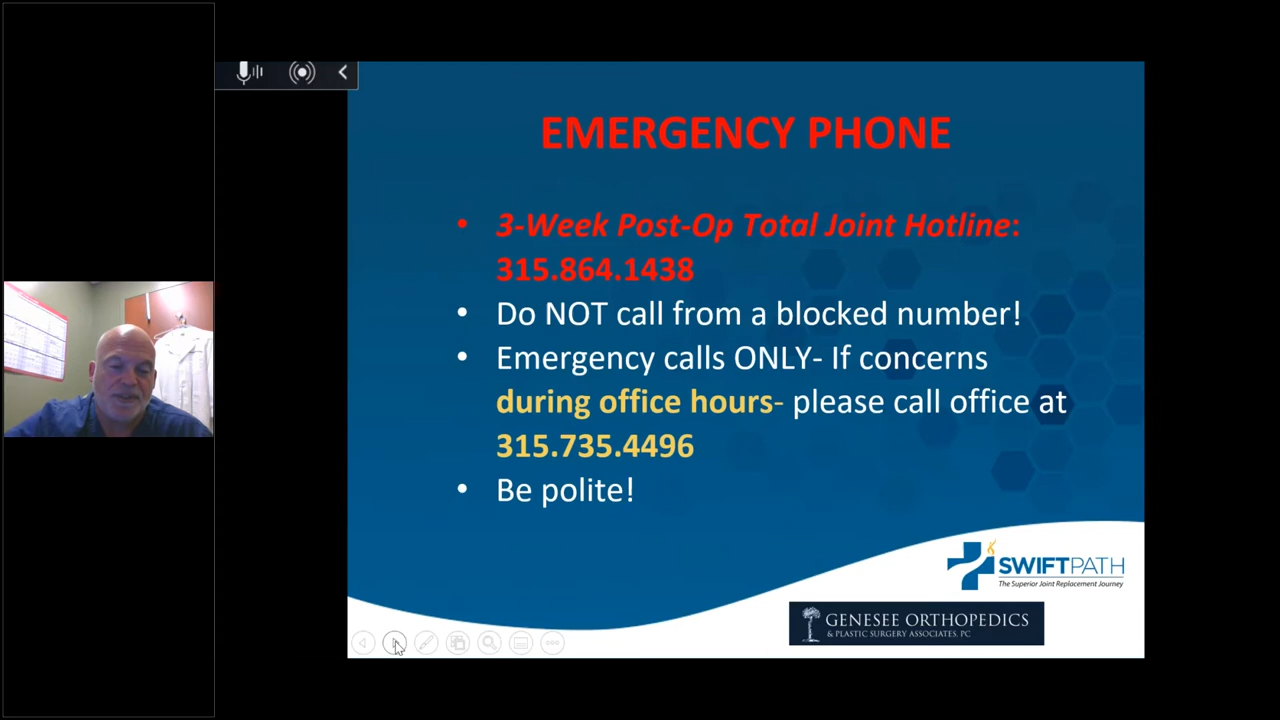 EMERGENCY PHONE
• 3-Week Post-Op Total Joint Hotline:
315.864.1438
• Do NOT call from a blocked number!
• Emergency calls ONLY- If concerns
during office hours- please call office at
315.735.4496
• Be polite!
SWIFTPATH
The Superior Joint Replacement Journey
GENESEE ORTHOPEDICS
& PLASTIC SURGERY ASSOCIATES, PC